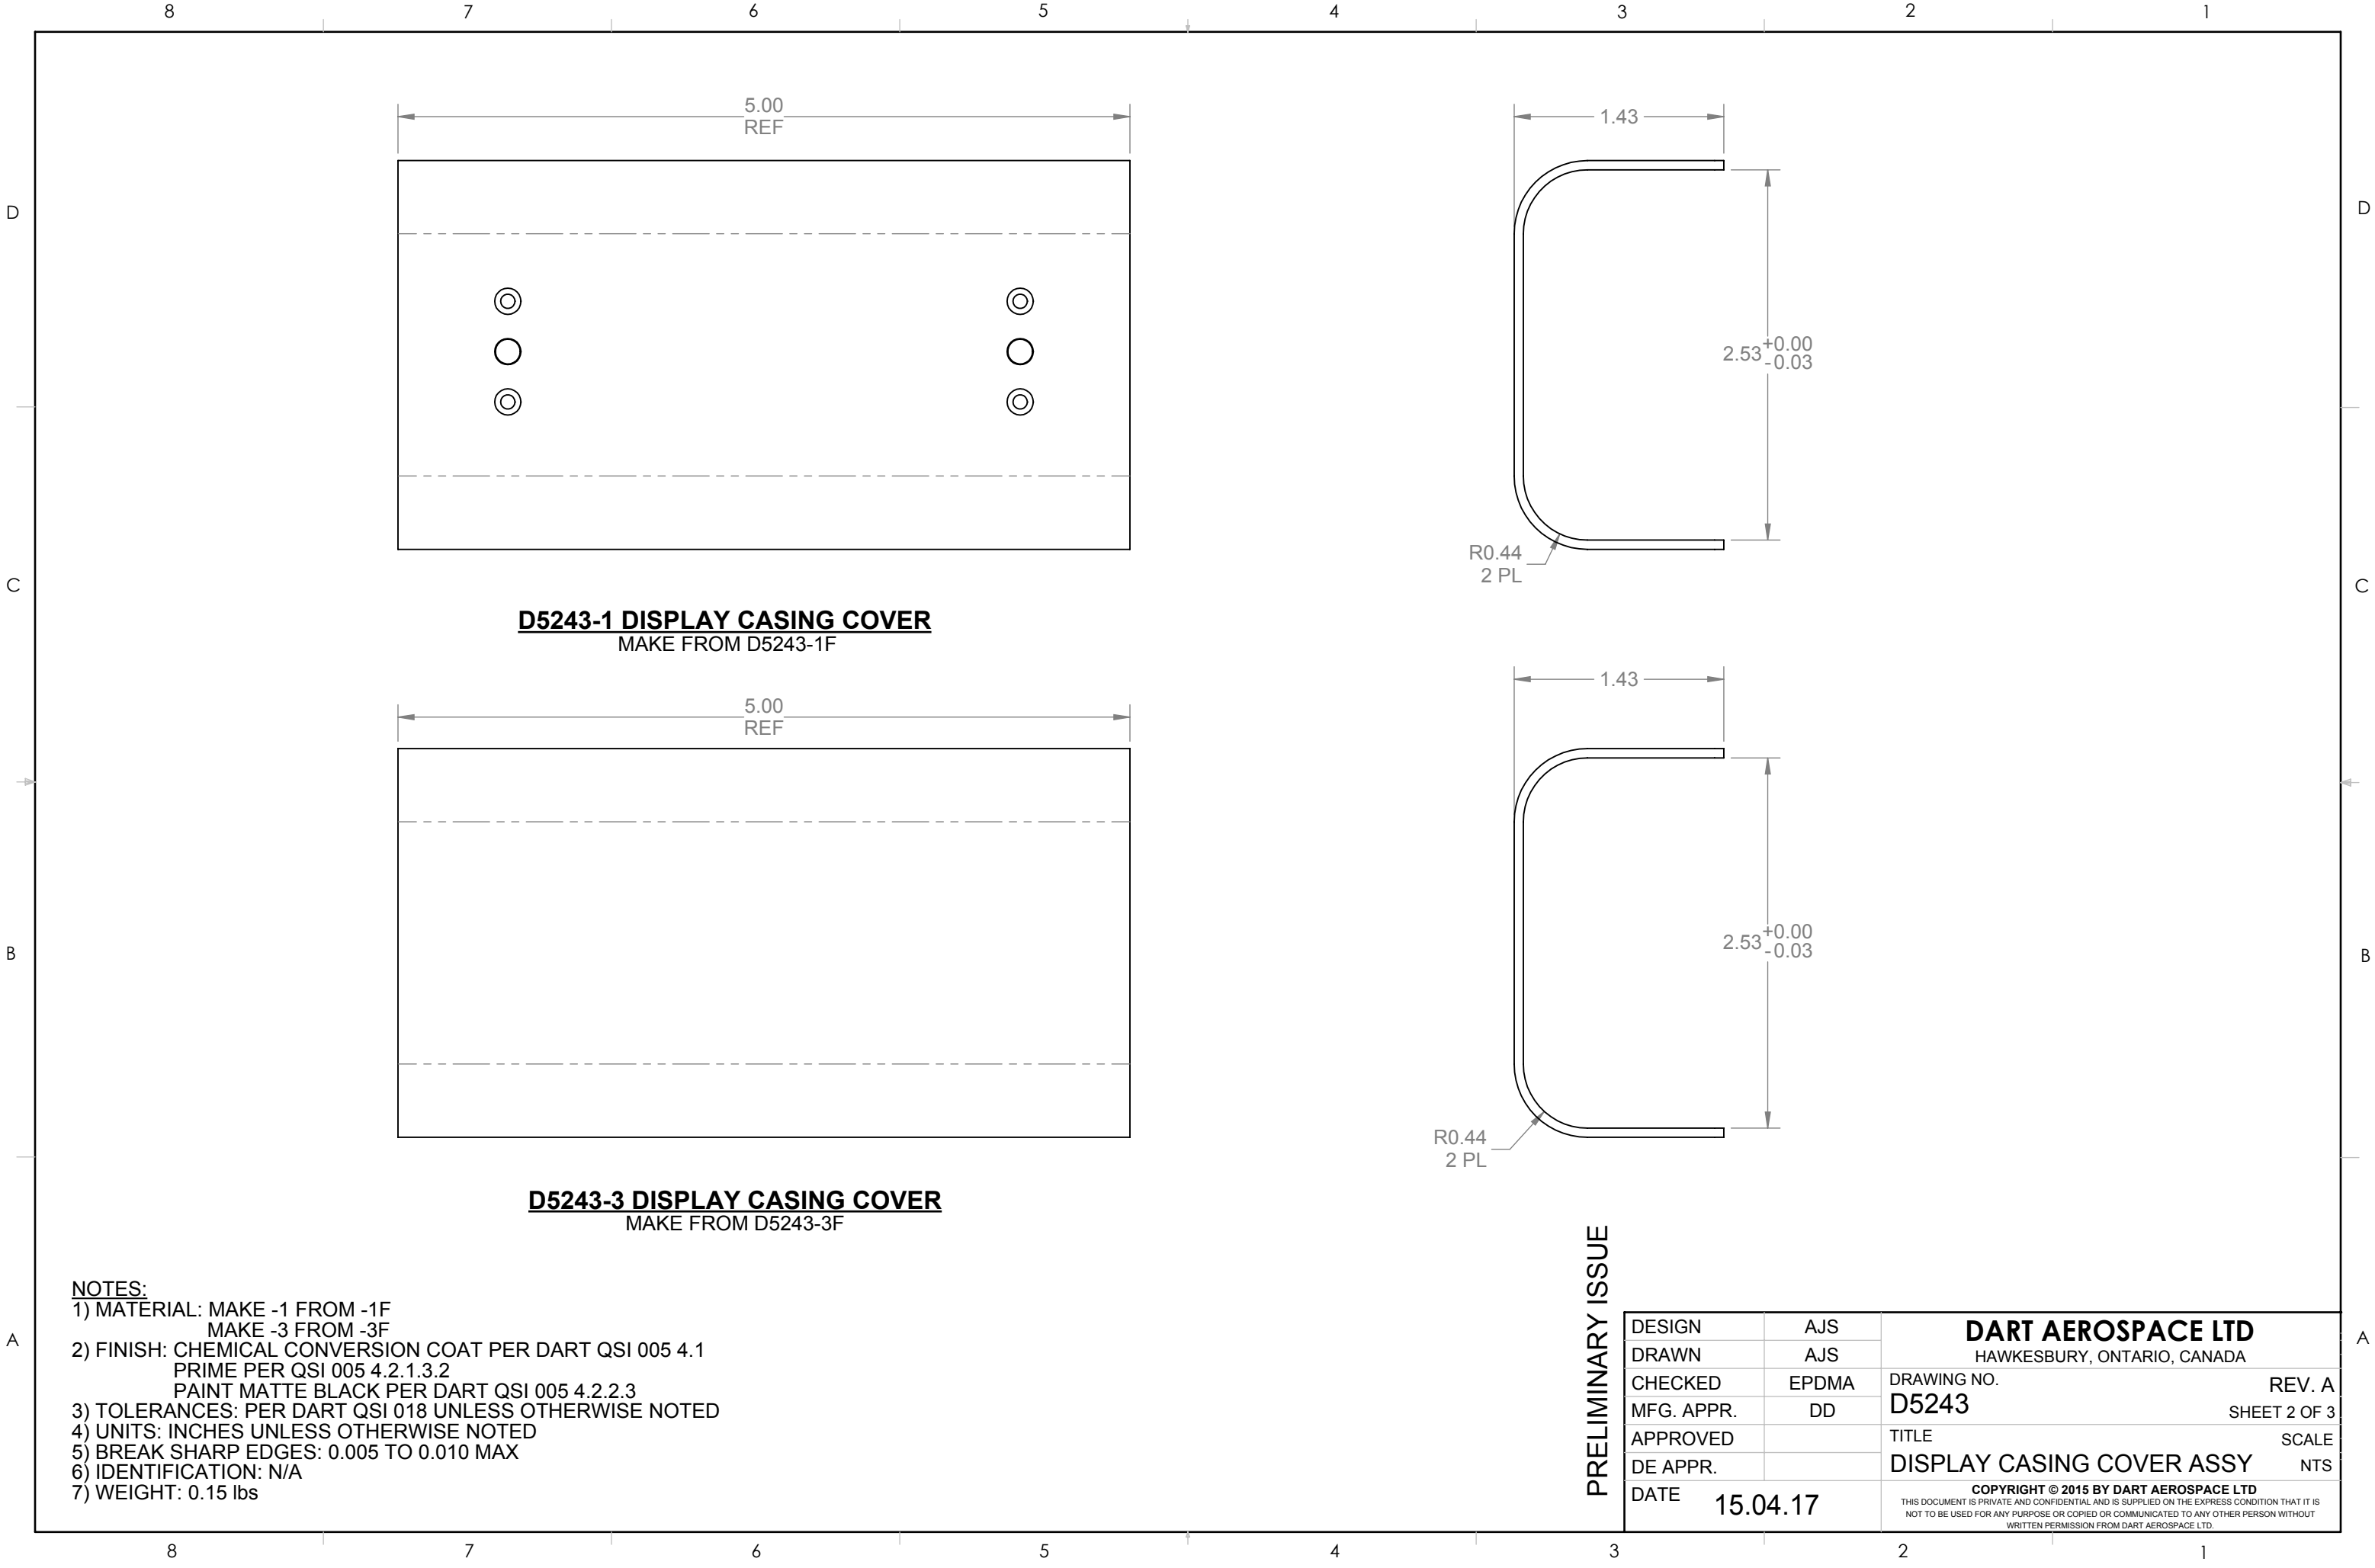 8 7 6 5 4 3 2 1
D D
C C
B B
A A
5.00
REF
1.43
2.53 +0.00
-0.03
R0.44
2 PL
D5243-1 DISPLAY CASING COVER
MAKE FROM D5243-1F
5.00
REF
1.43
2.53 +0.00
-0.03
R0.44
2 PL
D5243-3 DISPLAY CASING COVER
MAKE FROM D5243-3F
NOTES:
1) MATERIAL: MAKE -1 FROM -1F
MAKE -3 FROM -3F
2) FINISH: CHEMICAL CONVERSION COAT PER DART QSI 005 4.1
PRIME PER QSI 005 4.2.1.3.2
PAINT MATTE BLACK PER DART QSI 005 4.2.2.3
3) TOLERANCES: PER DART QSI 018 UNLESS OTHERWISE NOTED
4) UNITS: INCHES UNLESS OTHERWISE NOTED
5) BREAK SHARP EDGES: 0.005 TO 0.010 MAX
6) IDENTIFICATION: N/A
7) WEIGHT: 0.15 lbs
PRELIMINARY ISSUE
DESIGN AJS
DRAWN AJS
CHECKED EPDMA
MFG. APPR. DD
APPROVED
DE APPR.
DATE 15.04.17
DART AEROSPACE LTD
HAWKESBURY, ONTARIO, CANADA
DRAWING NO. REV. A
D5243 SHEET 2 OF 3
TITLE SCALE
DISPLAY CASING COVER ASSY NTS
COPYRIGHT © 2015 BY DART AEROSPACE LTD
THIS DOCUMENT IS PRIVATE AND CONFIDENTIAL AND IS SUPPLIED ON THE EXPRESS CONDITION THAT IT IS
NOT TO BE USED FOR ANY PURPOSE OR COPIED OR COMMUNICATED TO ANY OTHER PERSON WITHOUT
WRITTEN PERMISSION FROM DART AEROSPACE LTD.
8 7 6 5 4 3 2 1